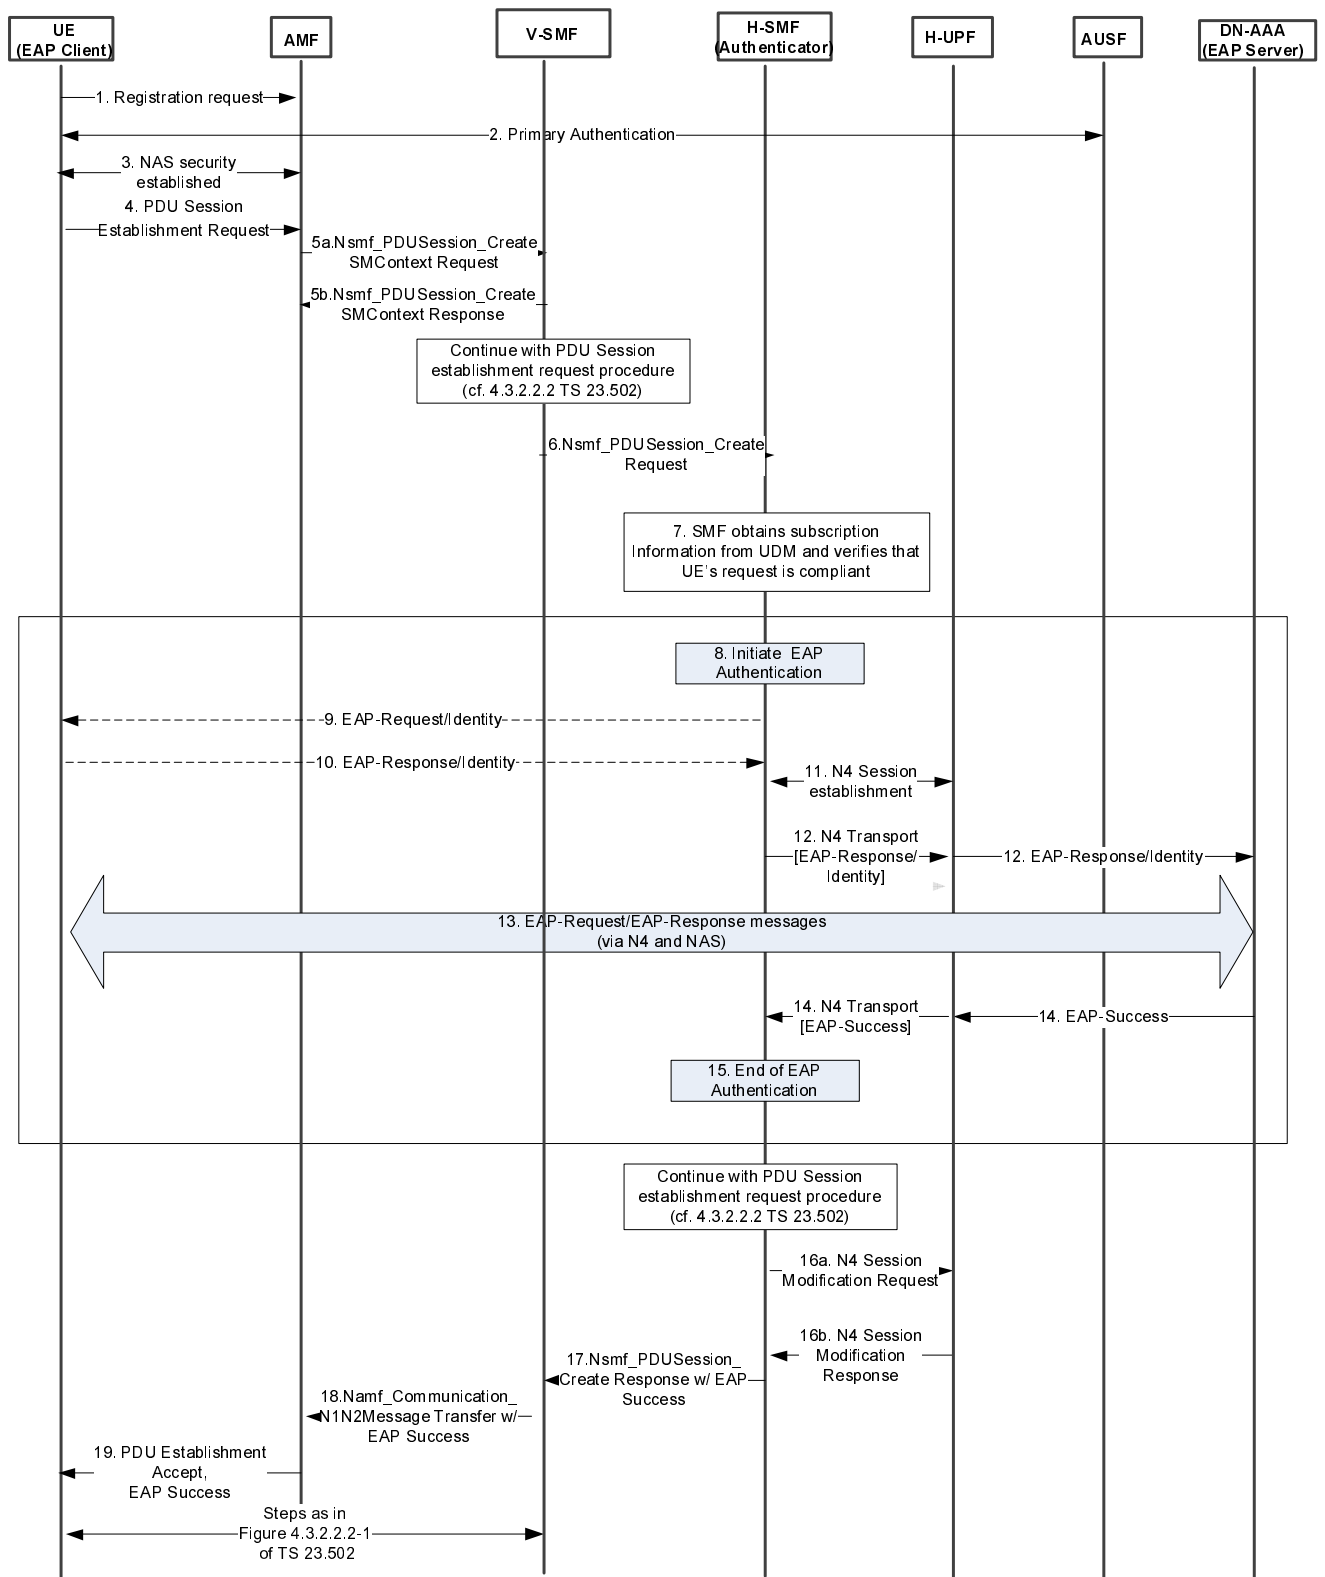 UE
(EAP Client)
AMF
V-SMF
H-SMF
(Authenticator)
H-UPF
AUSF
DN-AAA
(EAP Server)
1. Registration request
2. Primary Authentication
3. NAS security
established
4. PDU Session
Establishment Request
5a.Nsmf_PDUSession_Create
SMContext Request
5b.Nsmf_PDUSession_Create
SMContext Response
Continue with PDU Session
establishment request procedure
(cf. 4.3.2.2.2 TS 23.502)
6.Nsmf_PDUSession_Create
Request
7. SMF obtains subscription
Information from UDM and verifies that
UE's request is compliant
8. Initiate EAP
Authentication
9. EAP-Request/Identity
10. EAP-Response/Identity
11. N4 Session
establishment
12. N4 Transport
[EAP-Response/
Identity]
12. EAP-Response/Identity
13. EAP-Request/EAP-Response messages
(via N4 and NAS)
14. N4 Transport
[EAP-Success]
14. EAP-Success
15. End of EAP
Authentication
Continue with PDU Session
establishment request procedure
(cf. 4.3.2.2.2 TS 23.502)
16a. N4 Session
Modification Request
16b. N4 Session
Modification
Response
17.Nsmf_PDUSession_
Create Response w/ EAP
Success
18.Namf_Communication_
N1N2Message Transfer w/
EAP Success
19. PDU Establishment
Accept,
EAP Success
Steps as in
Figure 4.3.2.2.2-1
of TS 23.502